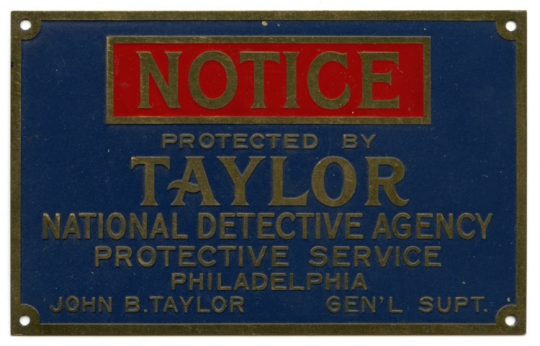 NOTICE
PROTECTED BY
TAYLOR
NATIONAL DETECTIVE AGENCY
PROTECTIVE SERVICE
PHILADELPHIA
JOHN B. TAYLOR GEN'L SUPT.